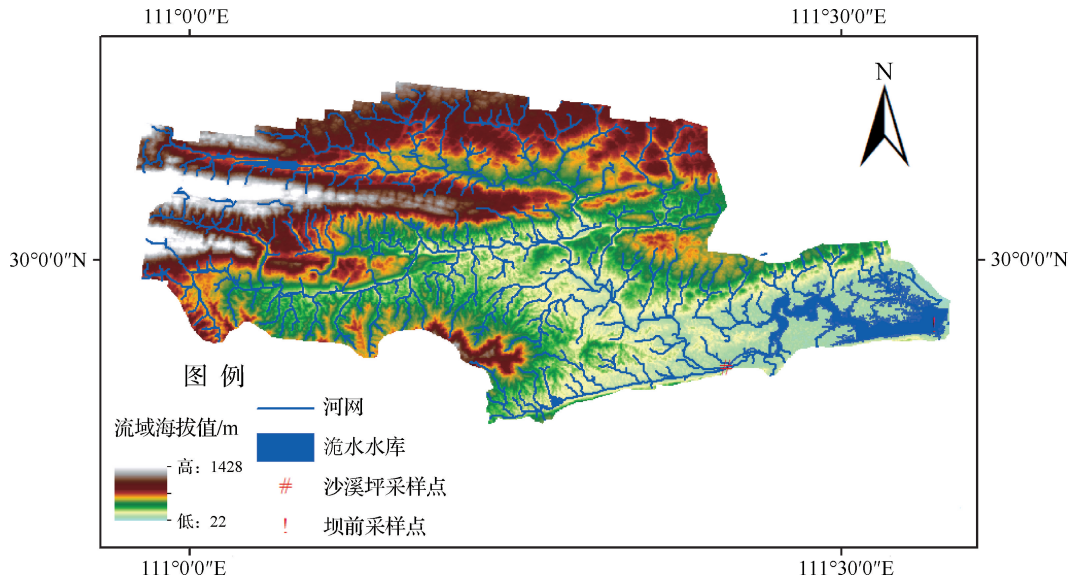 111°0′0″E 111°30′0″E
N
30°0′0″N 30°0′0″N
图 例
流域海拔值/m
高：1428
低：22
河网
洈水水库
沙溪坪采样点
坝前采样点
111°0′0″E 111°30′0″E